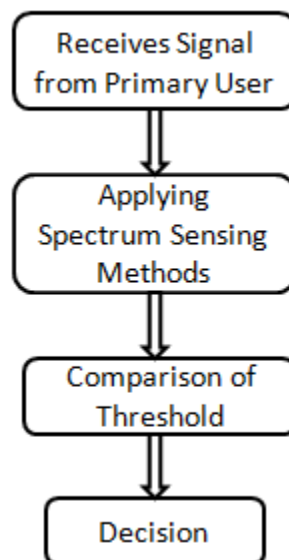 Receives Signal
from Primary User
Applying
Spectrum Sensing
Methods
Comparison of
Threshold
Decision